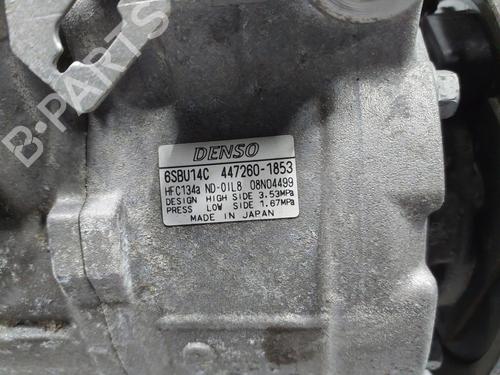 B-PARTS
DENSO
6SBU14C 447260-1853
HFC134a ND-OIL8 08N04499
DESIGN HIGH SIDE 3.53MPa
PRESS LOW SIDE 1.67MPa
MADE IN JAPAN